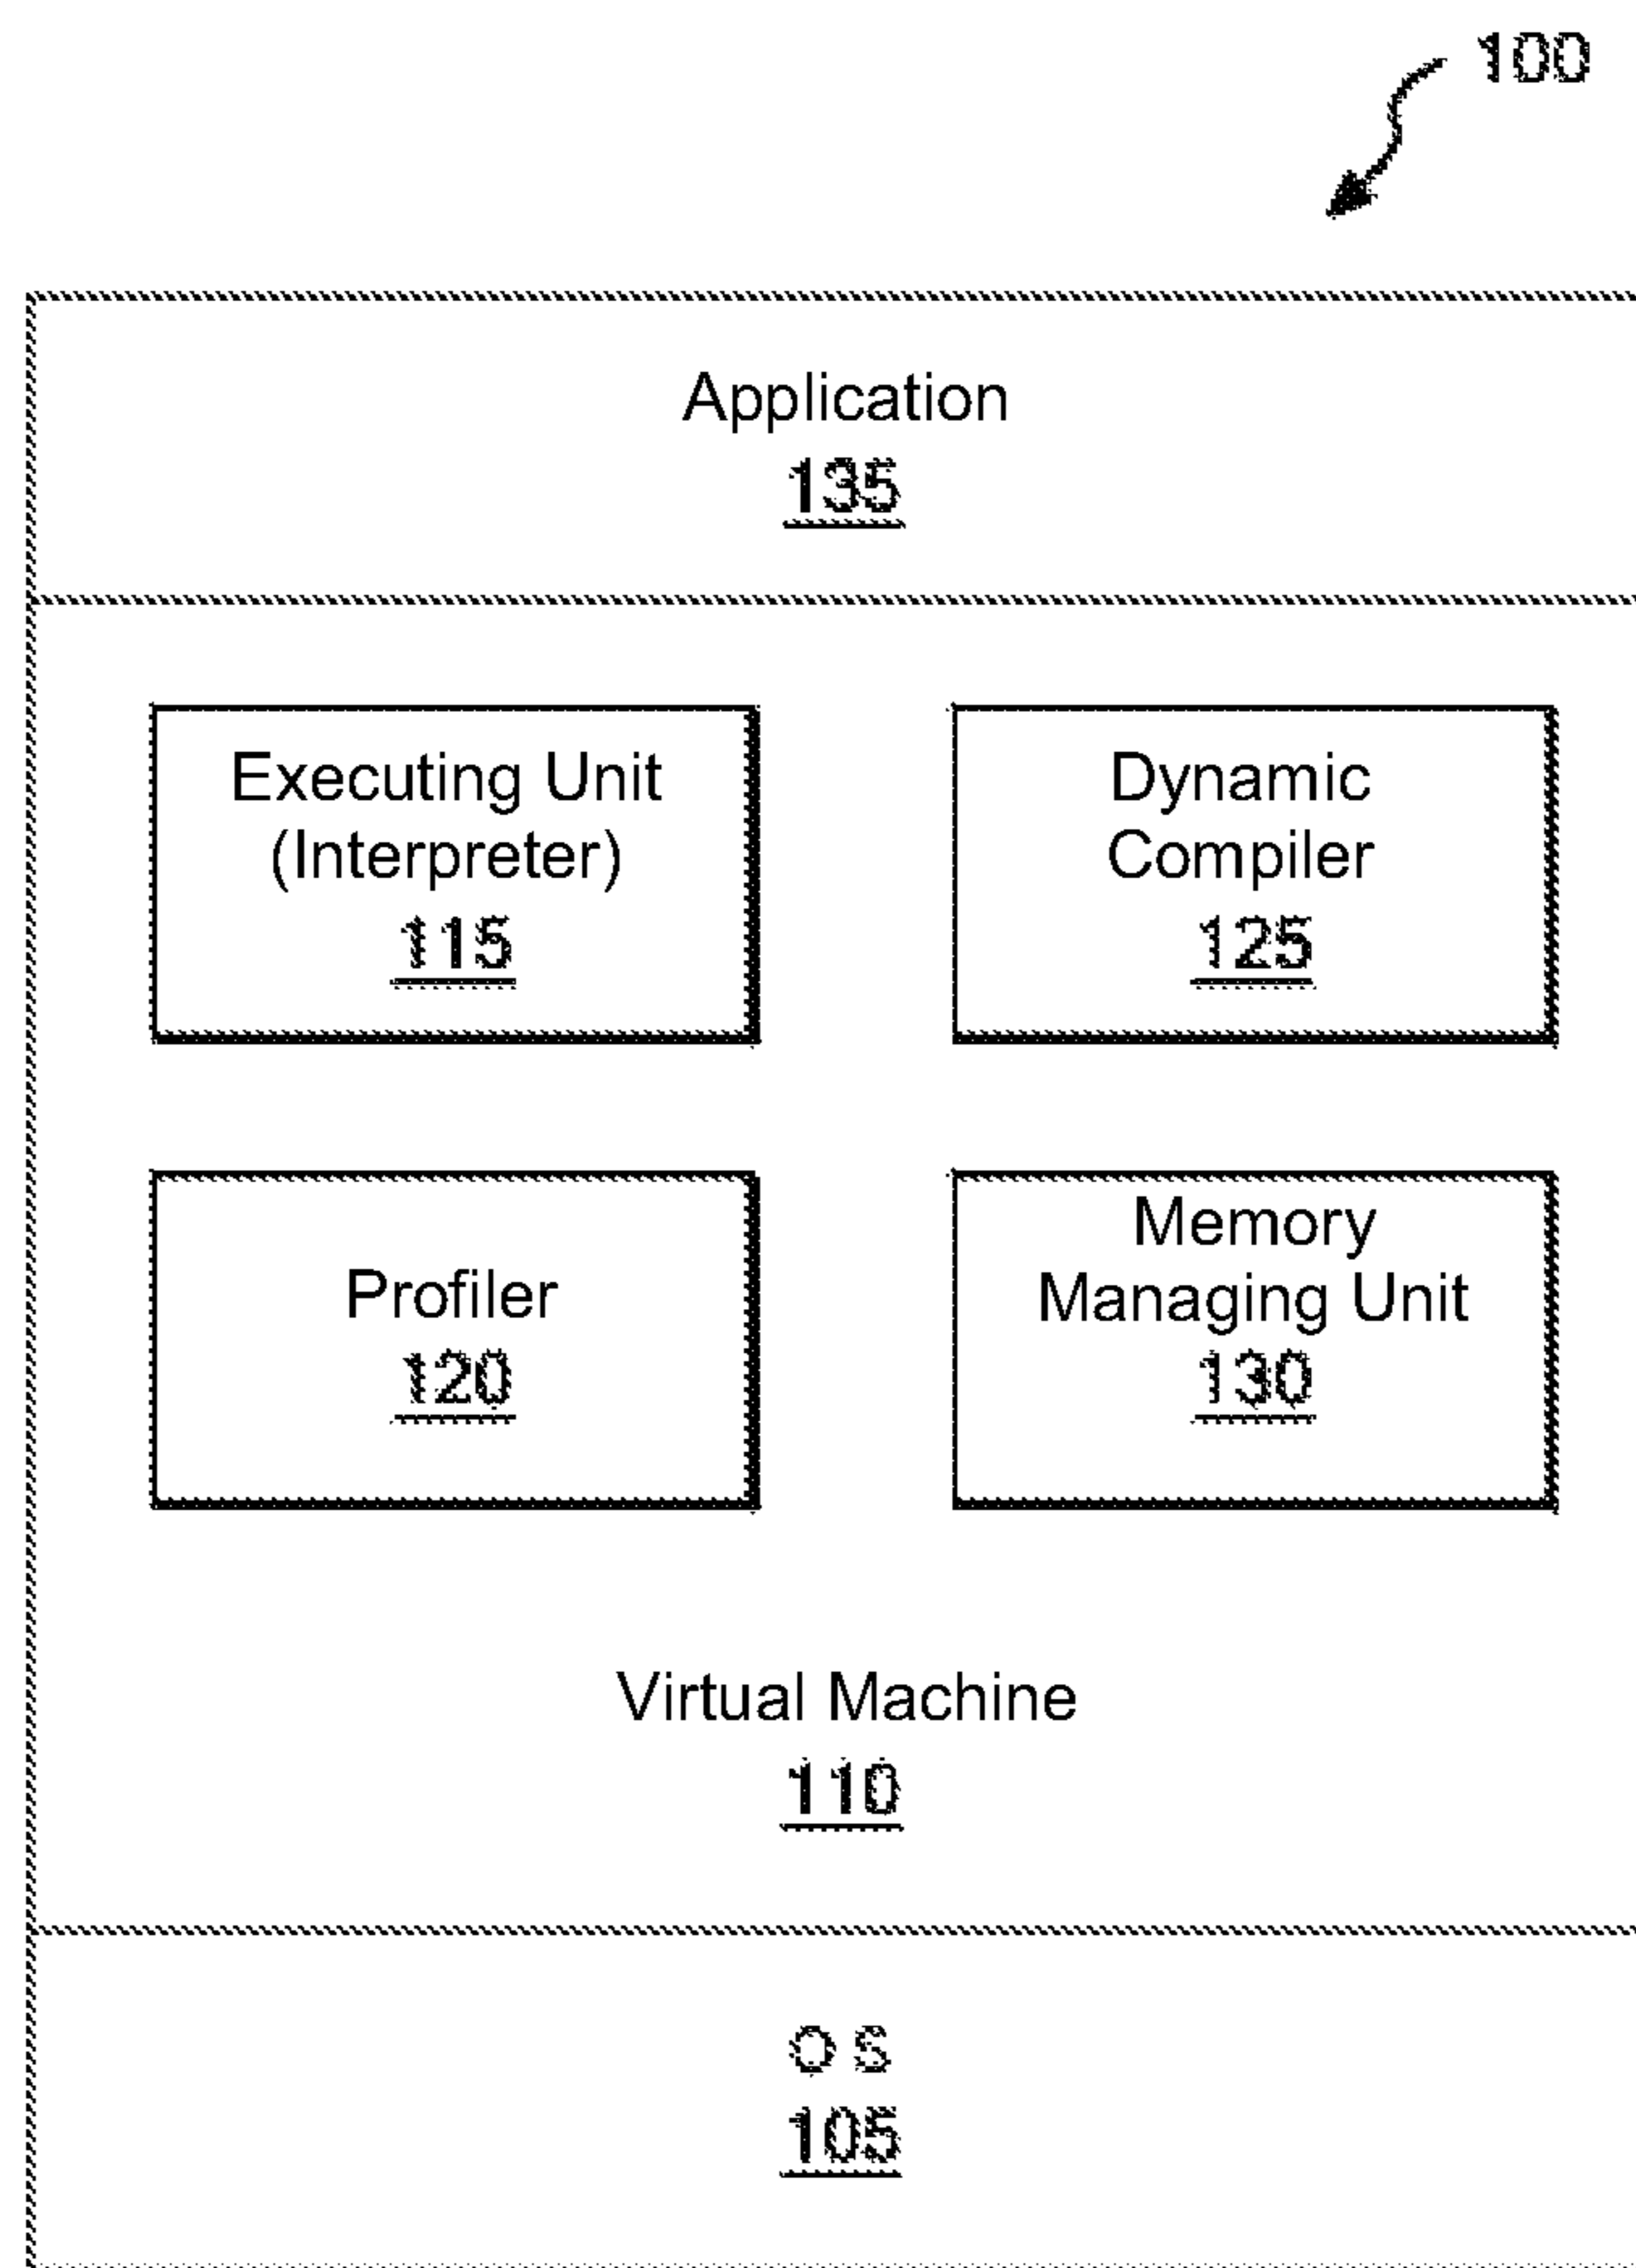 100
Application
135
Executing Unit
(Interpreter)
115
Dynamic
Compiler
125
Profiler
120
Memory
Managing Unit
130
Virtual Machine
110
O S
105